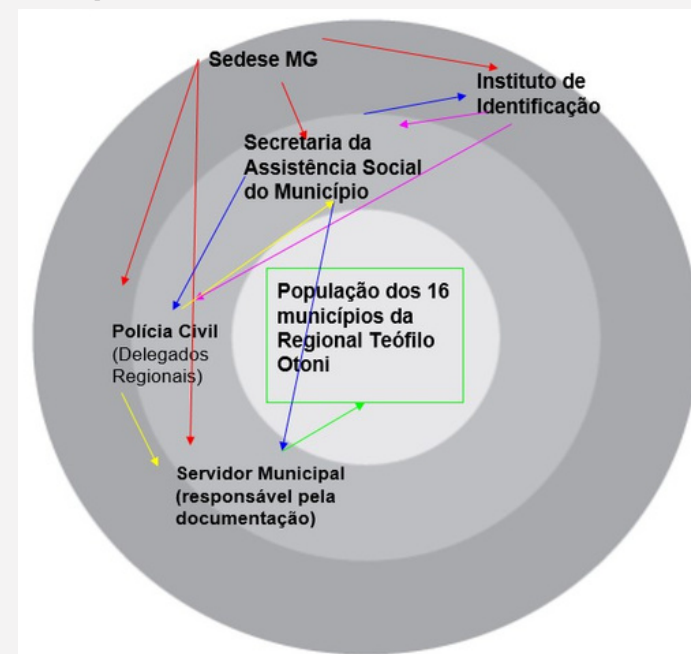 Sedese MG
Instituto de
Identificação
Secretaria da
Assistência Social
do Município
População dos 16
municípios da
Regional Teófilo
Otoni
Polícia Civil
(Delegados
Regionais)
Servidor Municipal
(responsável pela
documentação)